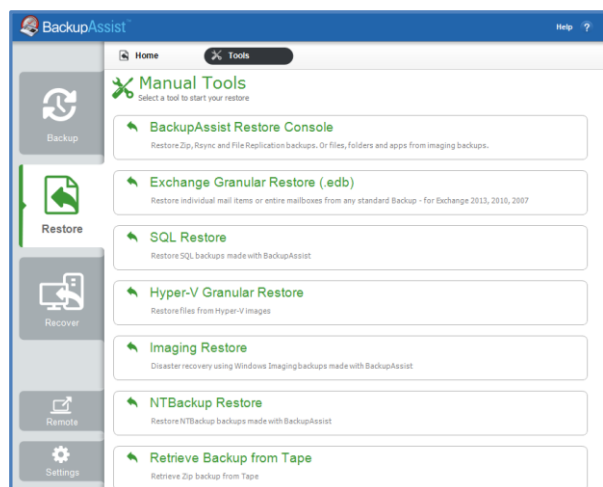 BackupAssist™
Help ?
Home
Tools
Manual Tools
Select a tool to start your restore
Backup
BackupAssist Restore Console
Restore Zip, Rsync and File Replication backups. Or files, folders and apps from imaging backups.
Exchange Granular Restore (.edb)
Restore individual mail items or entire mailboxes from any standard Backup - for Exchange 2013, 2010, 2007
Restore
SQL Restore
Restore SQL backups made with BackupAssist
Hyper-V Granular Restore
Restore files from Hyper-V images
Recover
Imaging Restore
Disaster recovery using Windows Imaging backups made with BackupAssist
NTBackup Restore
Restore NTBackup backups made with BackupAssist
Remote
Retrieve Backup from Tape
Retrieve Zip backup from Tape
Settings